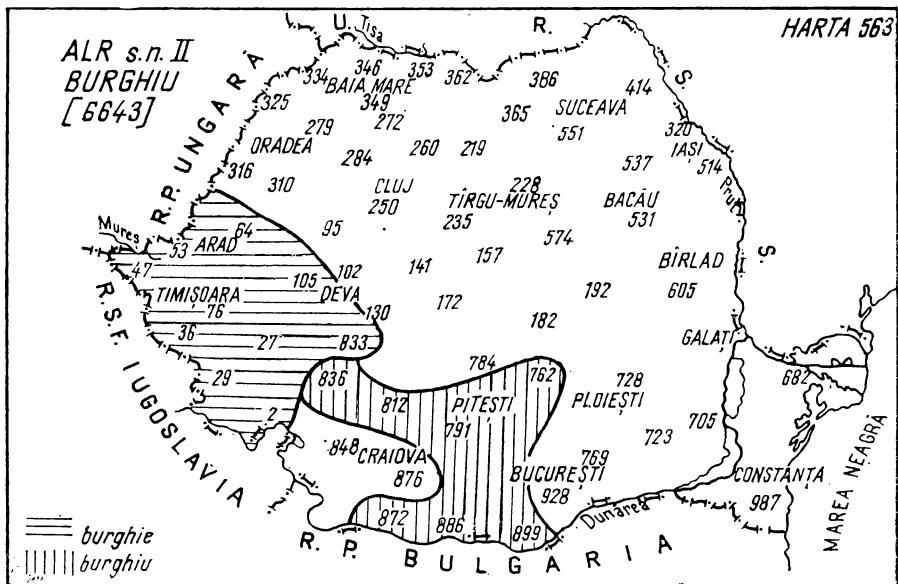 HARTA 563
ALR s.n. II
BURGHIU
[6643]
U. R. S. S.
R.P. UNGARĂ
R.S.F. IUGOSLAVIA
R. P. BULGARIA
MAREA NEAGRĂ
Tisa
Mureș
Prut
Dunărea
334 346 353 362 386 414
BAIA MARE
325 349 365 SUCEAVA
279 272 551 320
ORADEA IAȘI
284 260 219 537 514
316 310 CLUJ 228
TÎRGU-MUREȘ BACĂU
250 235 531
64 95 574
53 ARAD 157 BÎRLAD
47 105 102 141
TIMIȘOARA DEVA 192 605
76 130 172 182
36 27 833 GALAȚI
784 682
29 836 762 728
812 PITEȘTI PLOIEȘTI
2 791 705
848 CRAIOVA 769 723
876 BUCUREȘTI CONSTANȚA
928 987
872 886 899
burghie
burghiu